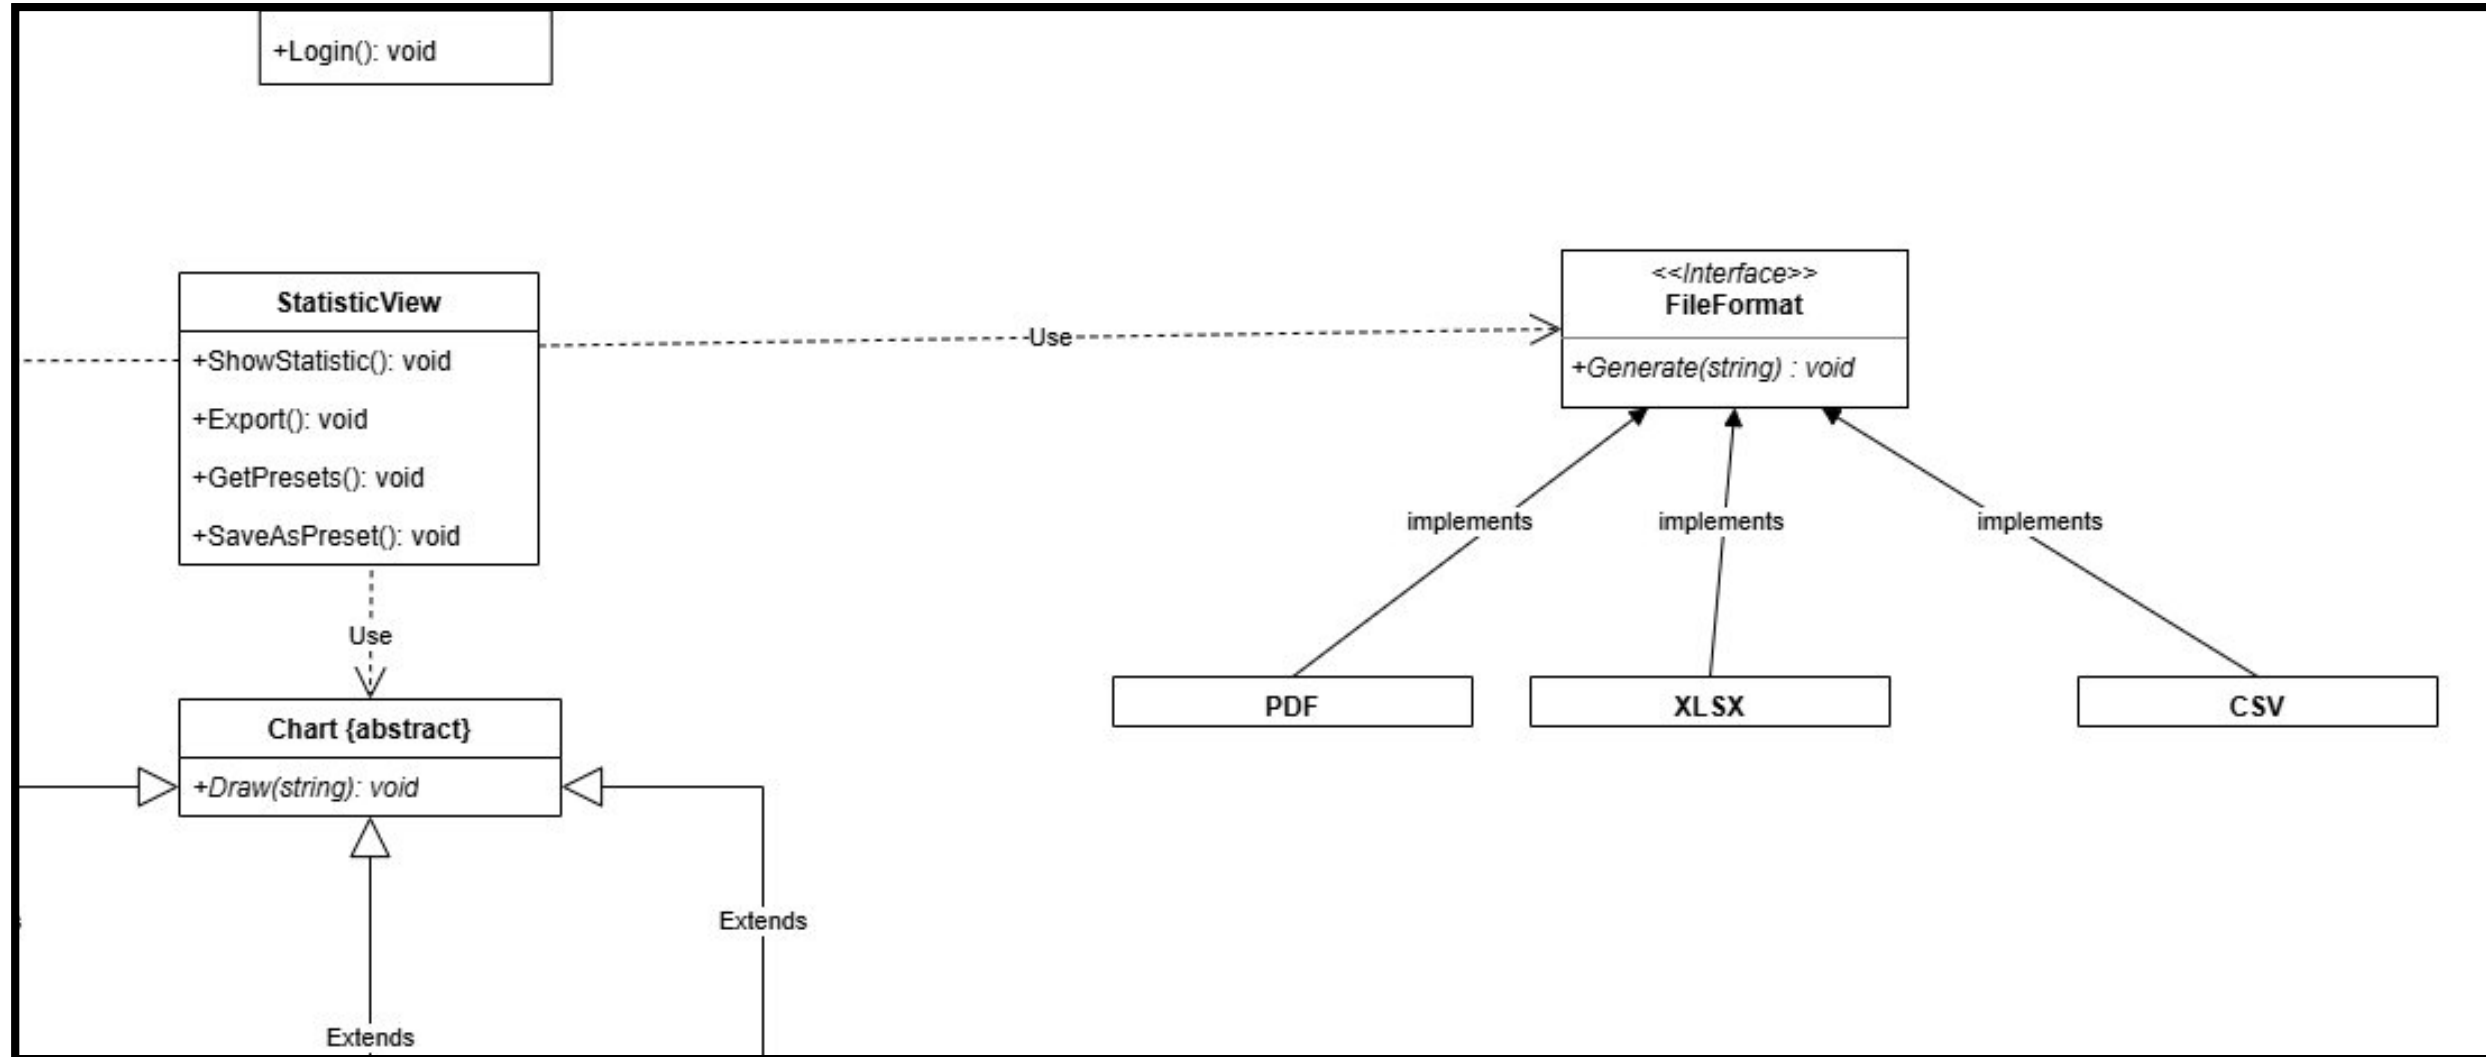 +Login(): void
StatisticView
+ShowStatistic(): void
+Export(): void
+GetPresets(): void
+SaveAsPreset(): void
Use
<<Interface>>
FileFormat
+Generate(string) : void
implements
implements
implements
PDF
XLSX
CSV
Use
Chart {abstract}
+Draw(string): void
Extends
Extends